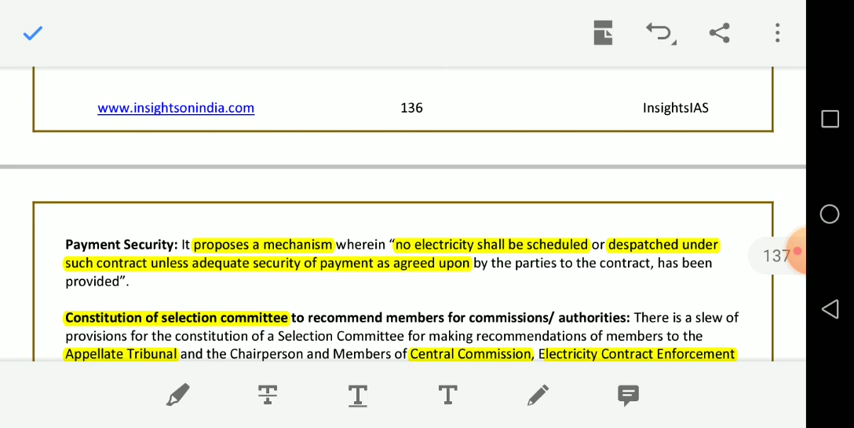 www.insightsonindia.com 136 InsightsIAS
Payment Security: It proposes a mechanism wherein “no electricity shall be scheduled or despatched under
such contract unless adequate security of payment as agreed upon by the parties to the contract, has been
provided”.
137
Constitution of selection committee to recommend members for commissions/ authorities: There is a slew of
provisions for the constitution of a Selection Committee for making recommendations of members to the
Appellate Tribunal and the Chairperson and Members of Central Commission, Electricity Contract Enforcement